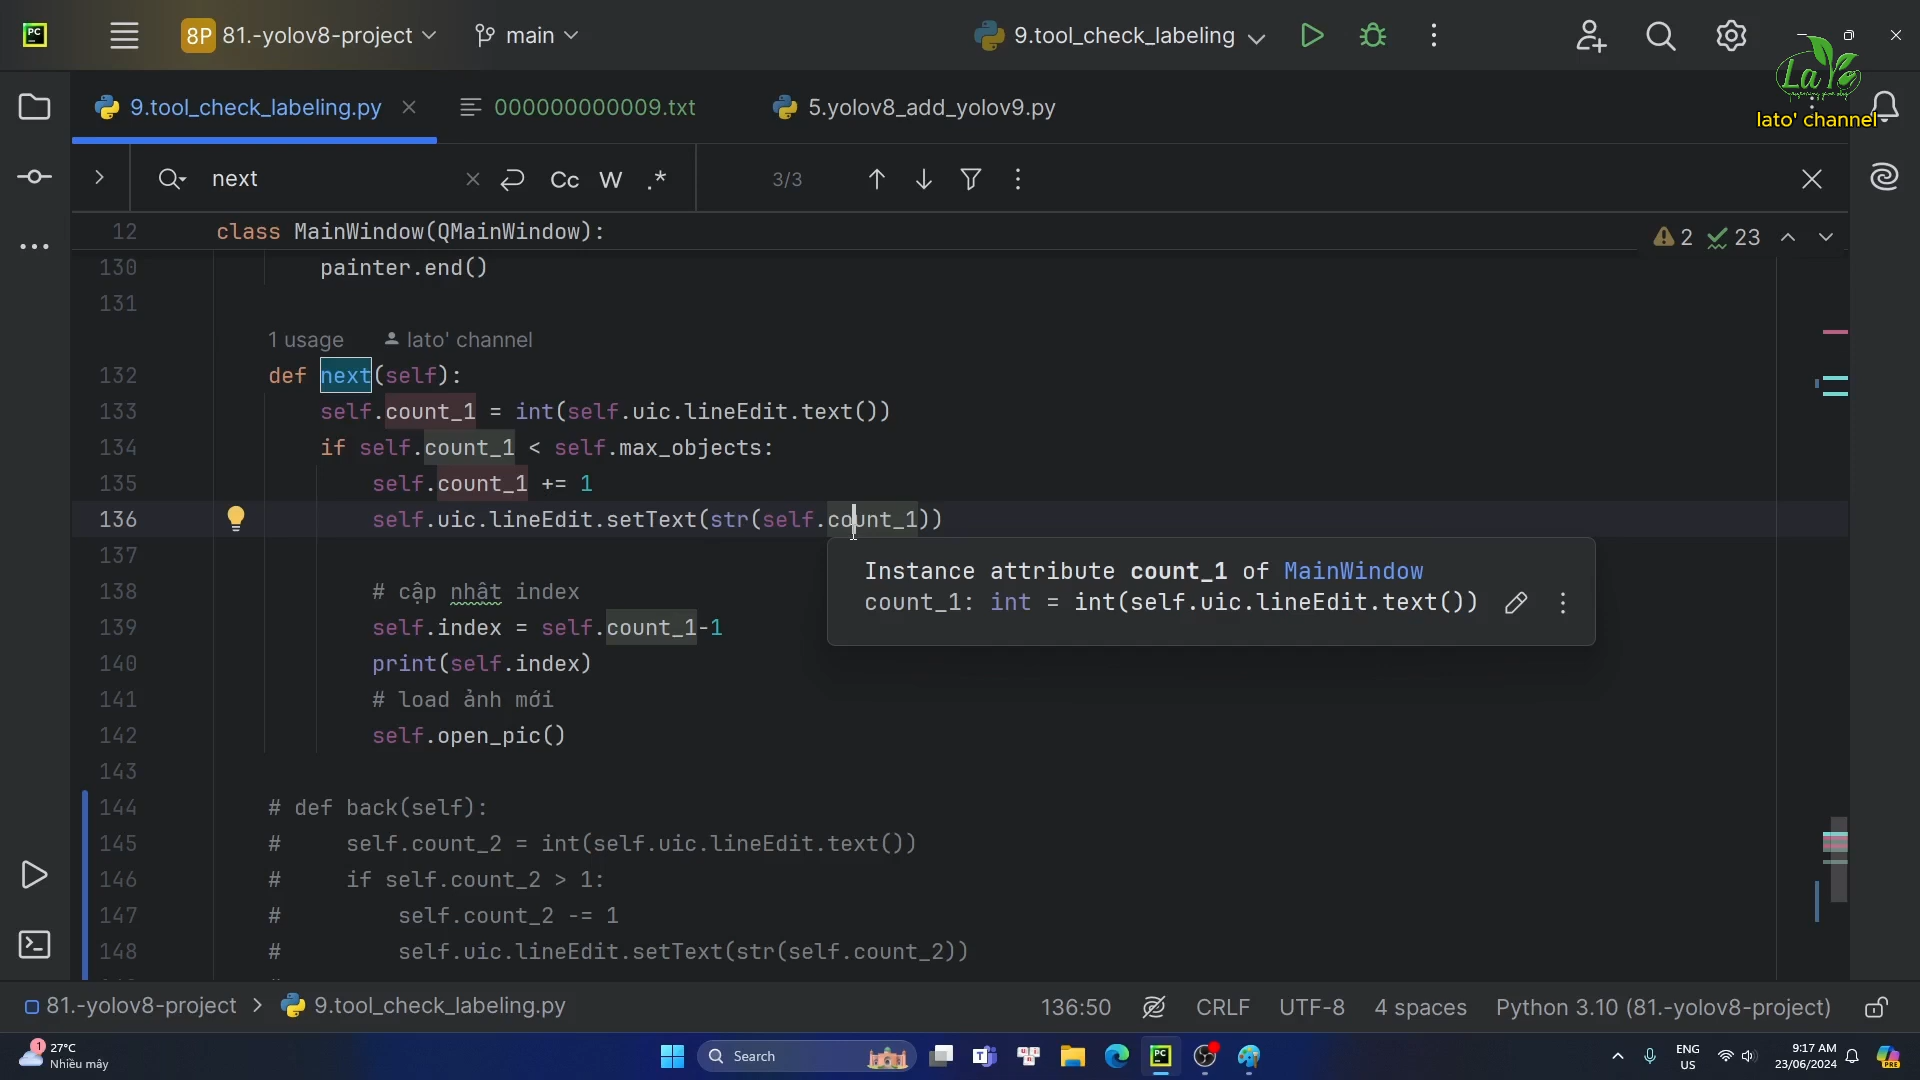 PC
8P 81.-yolov8-project
main
9.tool_check_labeling
LaTo
lato' channel
9.tool_check_labeling.py
000000000009.txt
5.yolov8_add_yolov9.py
next
Cc W .*
3/3
12 class MainWindow(QMainWindow):
2 23
130 painter.end()
131
1 usage lato' channel
132 def next(self):
133 self.count_1 = int(self.uic.lineEdit.text())
134 if self.count_1 < self.max_objects:
135 self.count_1 += 1
136 self.uic.lineEdit.setText(str(self.count_1))
137
Instance attribute count_1 of MainWindow
count_1: int = int(self.uic.lineEdit.text())
138 # cập nhât index
139 self.index = self.count_1-1
140 print(self.index)
141 # load ảnh mới
142 self.open_pic()
143
144 # def back(self):
145 # self.count_2 = int(self.uic.lineEdit.text())
146 # if self.count_2 > 1:
147 # self.count_2 -= 1
148 # self.uic.lineEdit.setText(str(self.count_2))
81.-yolov8-project > 9.tool_check_labeling.py
136:50 CRLF UTF-8 4 spaces Python 3.10 (81.-yolov8-project)
1
27°C
Nhiều mây
Search
PC
ENG
US
9:17 AM
23/06/2024
PRE